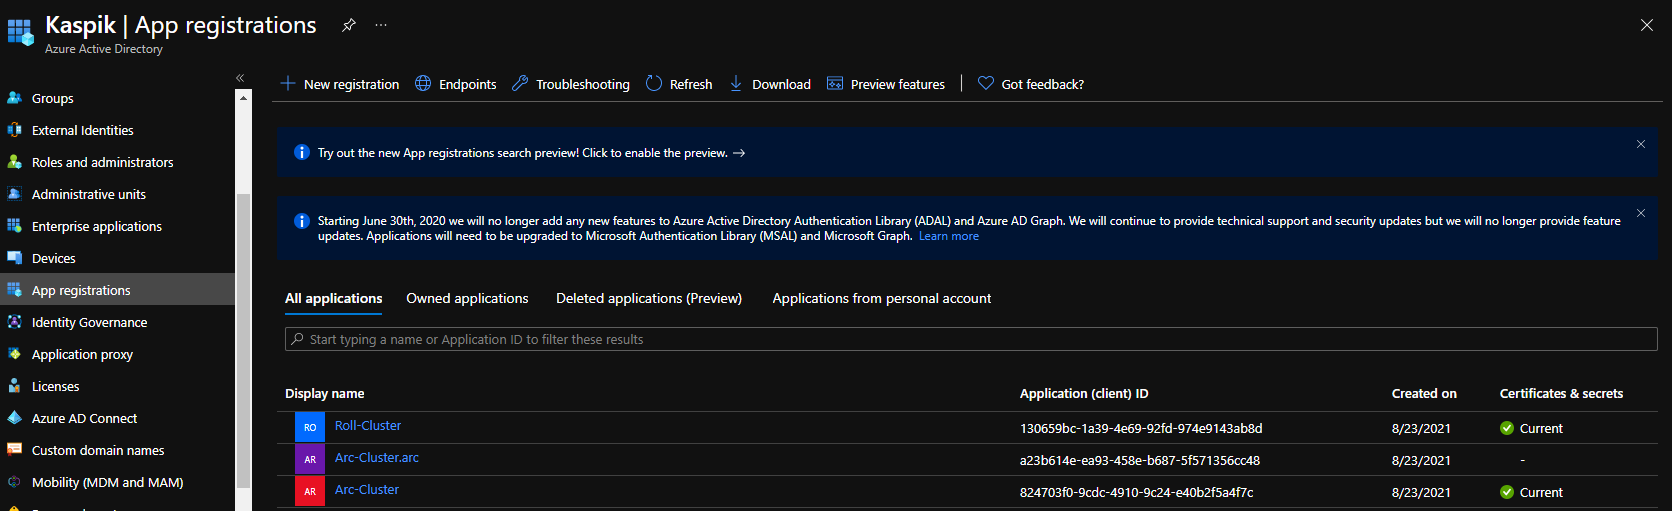 Kaspik | App registrations
Azure Active Directory
Groups
External Identities
Roles and administrators
Administrative units
Enterprise applications
Devices
App registrations
Identity Governance
Application proxy
Licenses
Azure AD Connect
Custom domain names
Mobility (MDM and MAM)
New registration Endpoints Troubleshooting Refresh Download Preview features Got feedback?
Try out the new App registrations search preview! Click to enable the preview. →
Starting June 30th, 2020 we will no longer add any new features to Azure Active Directory Authentication Library (ADAL) and Azure AD Graph. We will continue to provide technical support and security updates but we will no longer provide feature
updates. Applications will need to be upgraded to Microsoft Authentication Library (MSAL) and Microsoft Graph. Learn more
All applications Owned applications Deleted applications (Preview) Applications from personal account
Start typing a name or Application ID to filter these results
Display name Application (client) ID Created on Certificates & secrets
RO Roll-Cluster 130659bc-1a39-4e69-92fd-974e9143ab8d 8/23/2021 Current
AR Arc-Cluster.arc a23b614e-ea93-458e-b687-5f571356cc48 8/23/2021 -
AR Arc-Cluster 824703f0-9cdc-4910-9c24-e40b2f5a4f7c 8/23/2021 Current